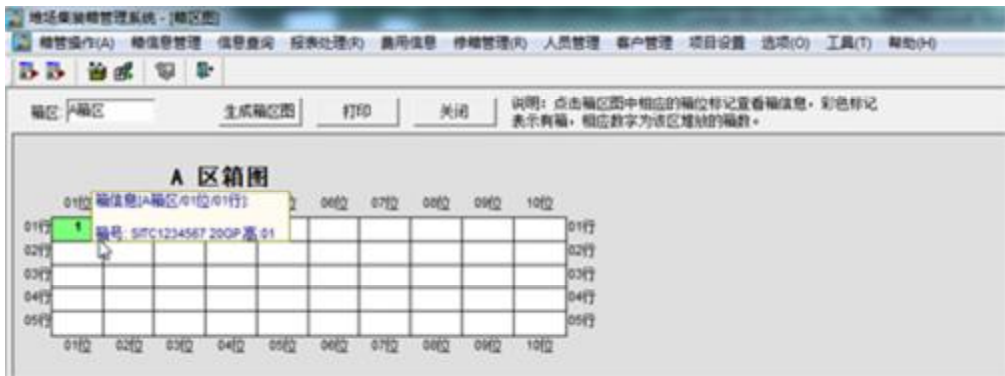 堆场集装箱管理系统 - [箱区图]
箱管操作(A) 箱信息管理 信息查询 报表处理(R) 费用信息 修箱管理(R) 人员管理 客户管理 项目设置 选项(O) 工具(T) 帮助(H)
箱区: A箱区 生成箱区图 打印 关闭 说明：点击箱区图中相应的箱位标记查看箱信息，彩色标记
表示有箱，相应数字为该区堆放的箱数。
A 区箱图
01位 06位 07位 08位 09位 10位
箱信息[A箱区/01位/01行]:
01行 1 01行
箱号: SITC1234567 20GP 高:01
02行 02行
03行 03行
04行 04行
05行 05行
01位 02位 03位 04位 05位 06位 07位 08位 09位 10位